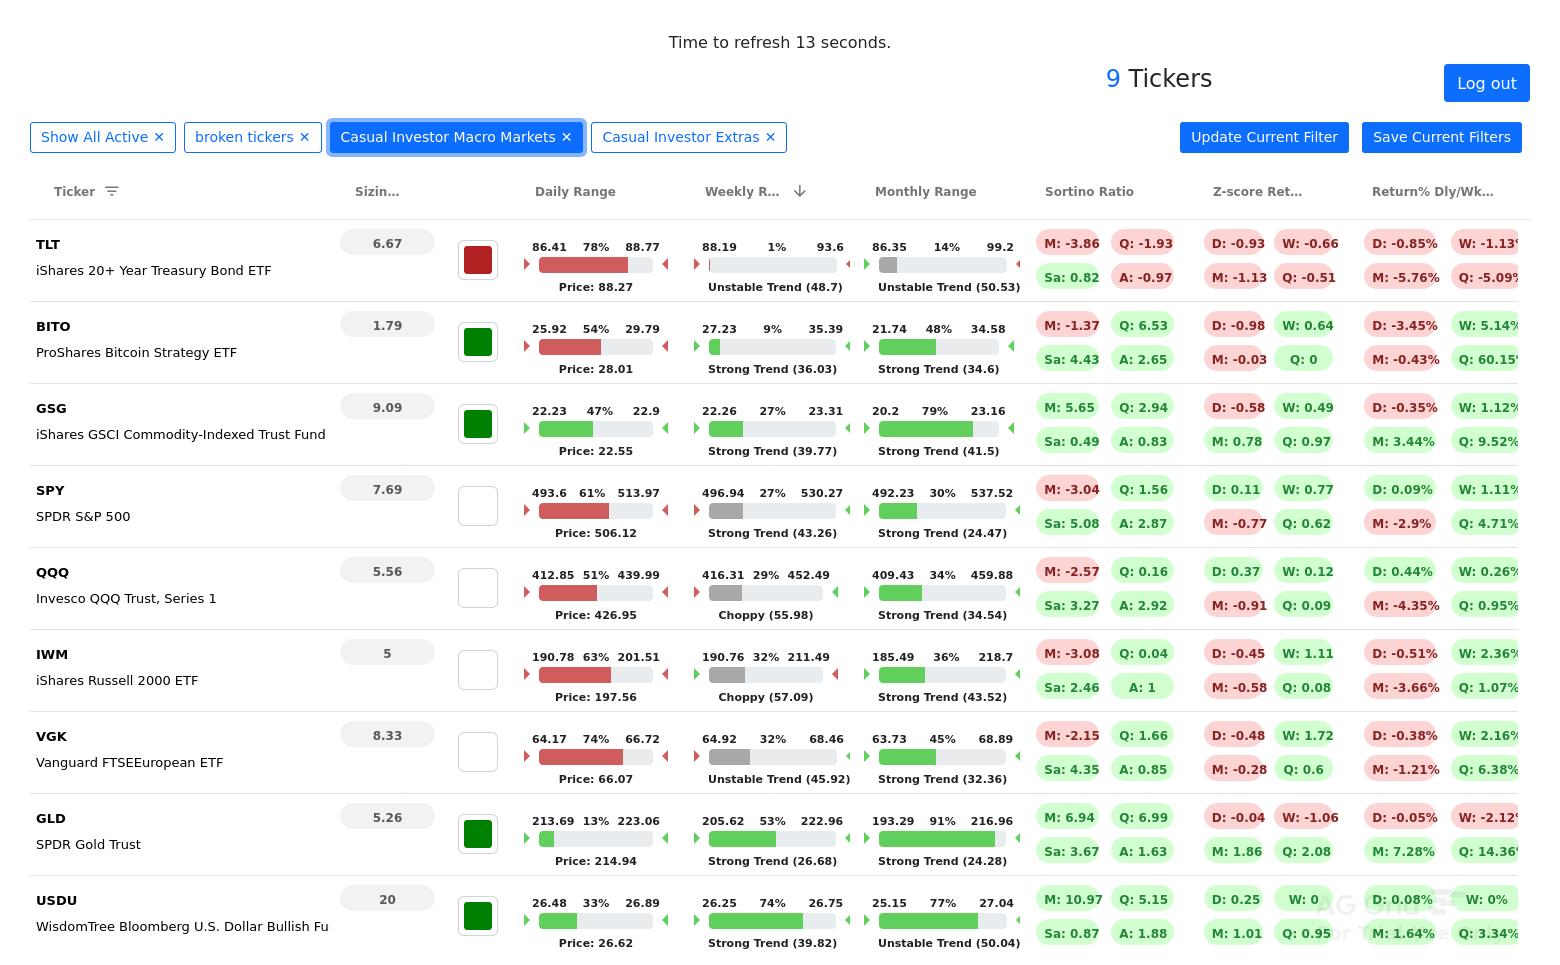 Time to refresh 13 seconds.
9 Tickers
Log out
Show All Active ✕ broken tickers ✕ Casual Investor Macro Markets ✕ Casual Investor Extras ✕ Update Current Filter Save Current Filters
Ticker Sizin... Daily Range Weekly R... Monthly Range Sortino Ratio Z-score Ret... Return% Dly/Wk...
TLT 6.67 86.41 78% 88.77 88.19 1% 93.6 86.35 14% 99.2 M: -3.86 Q: -1.93 D: -0.93 W: -0.66 D: -0.85% W: -1.13%
iShares 20+ Year Treasury Bond ETF Sa: 0.82 A: -0.97 M: -1.13 Q: -0.51 M: -5.76% Q: -5.09%
Price: 88.27 Unstable Trend (48.7) Unstable Trend (50.53)
BITO 1.79 25.92 54% 29.79 27.23 9% 35.39 21.74 48% 34.58 M: -1.37 Q: 6.53 D: -0.98 W: 0.64 D: -3.45% W: 5.14%
ProShares Bitcoin Strategy ETF Sa: 4.43 A: 2.65 M: -0.03 Q: 0 M: -0.43% Q: 60.15%
Price: 28.01 Strong Trend (36.03) Strong Trend (34.6)
GSG 9.09 22.23 47% 22.9 22.26 27% 23.31 20.2 79% 23.16 M: 5.65 Q: 2.94 D: -0.58 W: 0.49 D: -0.35% W: 1.12%
iShares GSCI Commodity-Indexed Trust Fund Sa: 0.49 A: 0.83 M: 0.78 Q: 0.97 M: 3.44% Q: 9.52%
Price: 22.55 Strong Trend (39.77) Strong Trend (41.5)
SPY 7.69 493.6 61% 513.97 496.94 27% 530.27 492.23 30% 537.52 M: -3.04 Q: 1.56 D: 0.11 W: 0.77 D: 0.09% W: 1.11%
SPDR S&P 500 Sa: 5.08 A: 2.87 M: -0.77 Q: 0.62 M: -2.9% Q: 4.71%
Price: 506.12 Strong Trend (43.26) Strong Trend (24.47)
QQQ 5.56 412.85 51% 439.99 416.31 29% 452.49 409.43 34% 459.88 M: -2.57 Q: 0.16 D: 0.37 W: 0.12 D: 0.44% W: 0.26%
Invesco QQQ Trust, Series 1 Sa: 3.27 A: 2.92 M: -0.91 Q: 0.09 M: -4.35% Q: 0.95%
Price: 426.95 Choppy (55.98) Strong Trend (34.54)
IWM 5 190.78 63% 201.51 190.76 32% 211.49 185.49 36% 218.7 M: -3.08 Q: 0.04 D: -0.45 W: 1.11 D: -0.51% W: 2.36%
iShares Russell 2000 ETF Sa: 2.46 A: 1 M: -0.58 Q: 0.08 M: -3.66% Q: 1.07%
Price: 197.56 Choppy (57.09) Strong Trend (43.52)
VGK 8.33 64.17 74% 66.72 64.92 32% 68.46 63.73 45% 68.89 M: -2.15 Q: 1.66 D: -0.48 W: 1.72 D: -0.38% W: 2.16%
Vanguard FTSEEuropean ETF Sa: 4.35 A: 0.85 M: -0.28 Q: 0.6 M: -1.21% Q: 6.38%
Price: 66.07 Unstable Trend (45.92) Strong Trend (32.36)
GLD 5.26 213.69 13% 223.06 205.62 53% 222.96 193.29 91% 216.96 M: 6.94 Q: 6.99 D: -0.04 W: -1.06 D: -0.05% W: -2.12%
SPDR Gold Trust Sa: 3.67 A: 1.63 M: 1.86 Q: 2.08 M: 7.28% Q: 14.36%
Price: 214.94 Strong Trend (26.68) Strong Trend (24.28)
USDU 20 26.48 33% 26.89 26.25 74% 26.75 25.15 77% 27.04 M: 10.97 Q: 5.15 D: 0.25 W: 0 D: 0.08% W: 0%
WisdomTree Bloomberg U.S. Dollar Bullish Fu Sa: 0.87 A: 1.88 M: 1.01 Q: 0.95 M: 1.64% Q: 3.34%
Price: 26.62 Strong Trend (39.82) Unstable Trend (50.04)
AG Grid